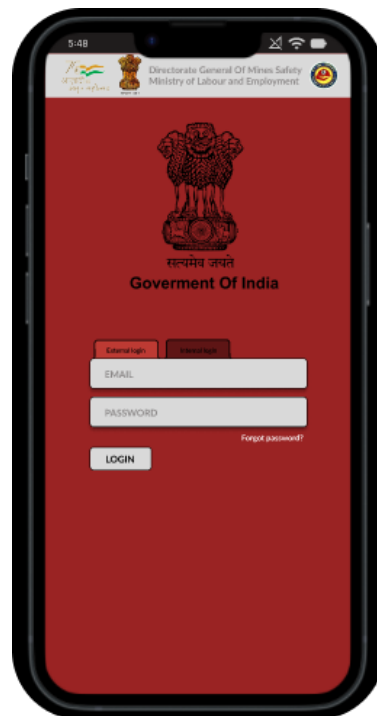 5:48
Directorate General Of Mines Safety
Ministry of Labour and Employment
सत्यमेव जयते
Goverment Of India
External login
Internal login
EMAIL
PASSWORD
Forgot password?
LOGIN